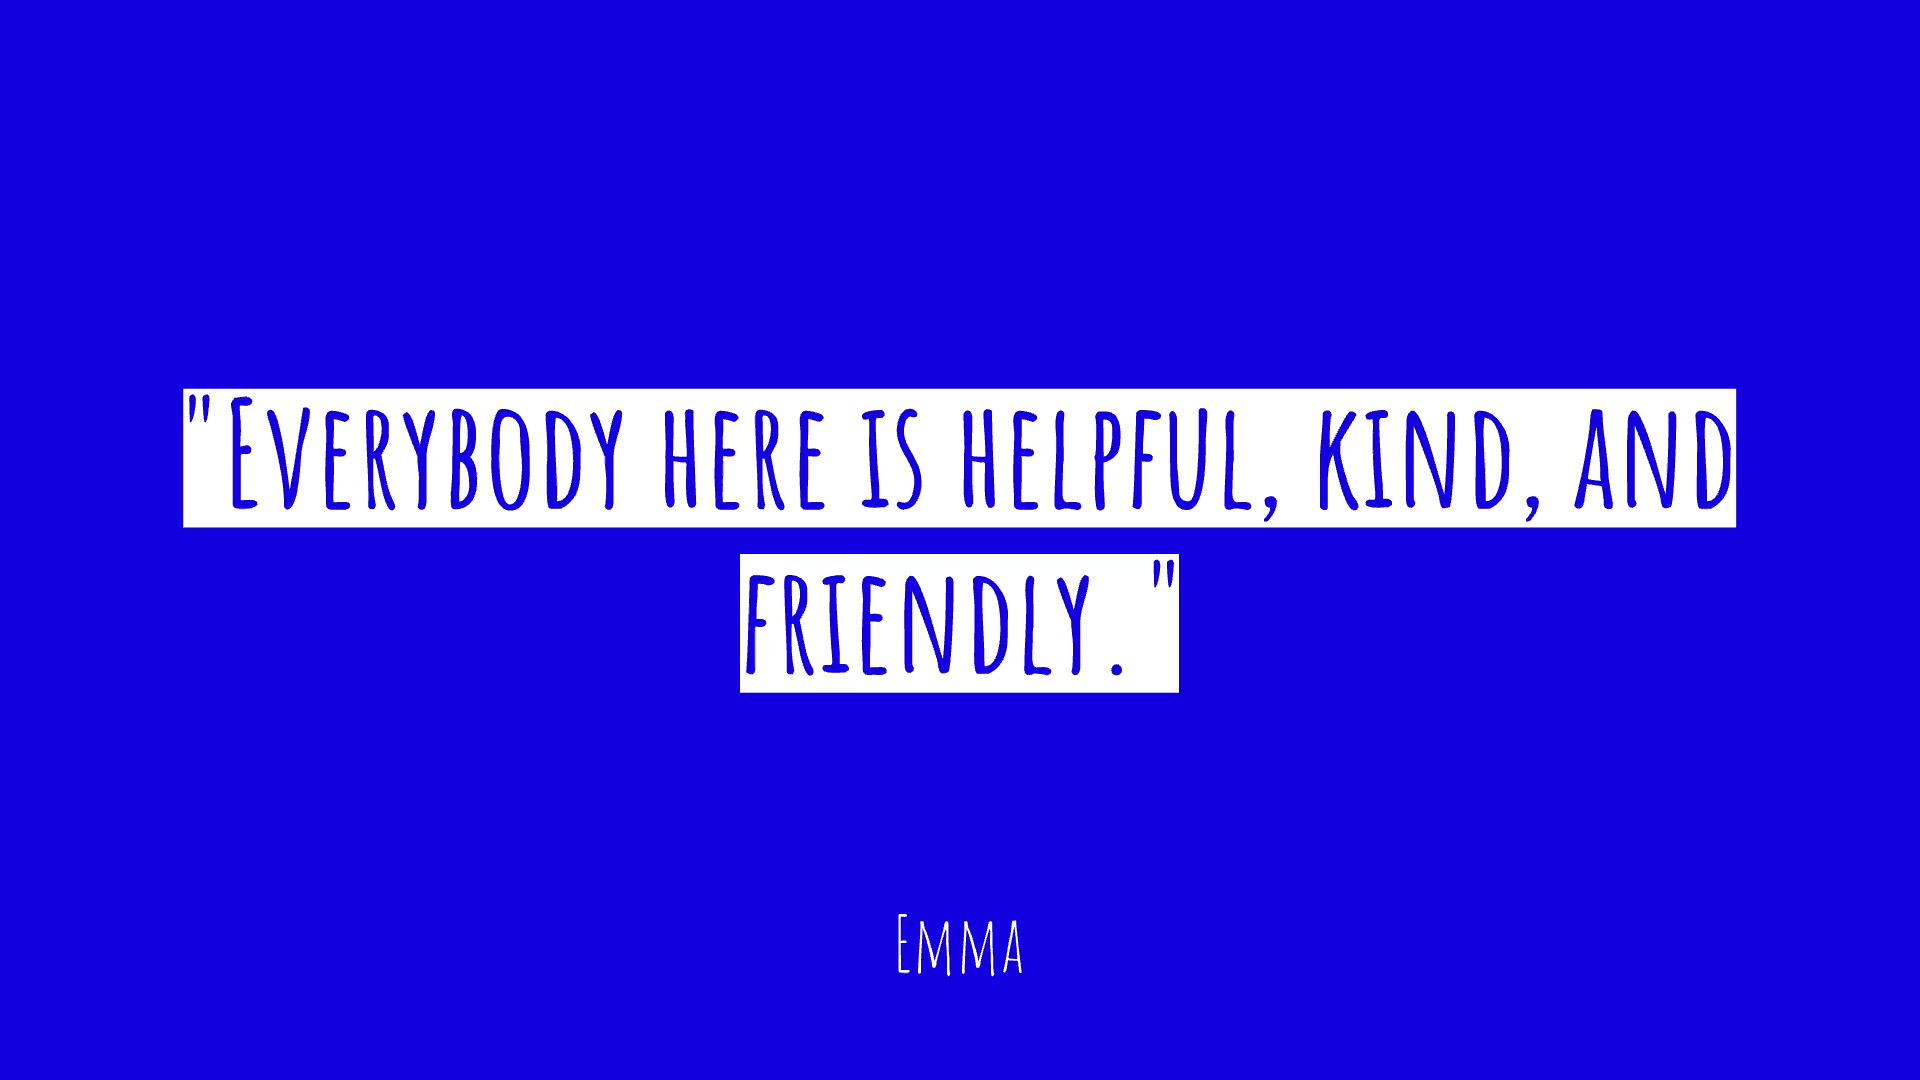 "Everybody here is helpful, kind, and
friendly. "
Emma